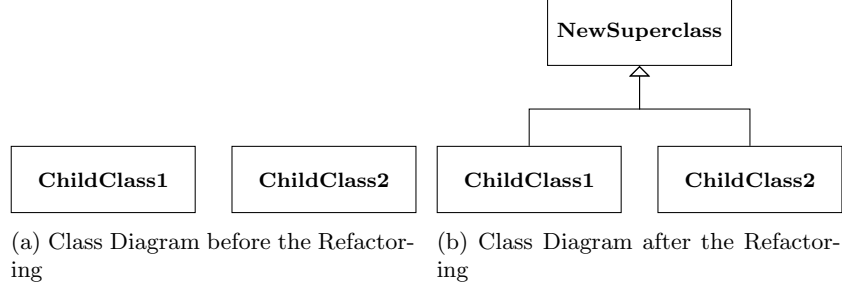 NewSuperclass
ChildClass1
ChildClass2
ChildClass1
ChildClass2
(a) Class Diagram before the Refactor-
ing
(b) Class Diagram after the Refactor-
ing